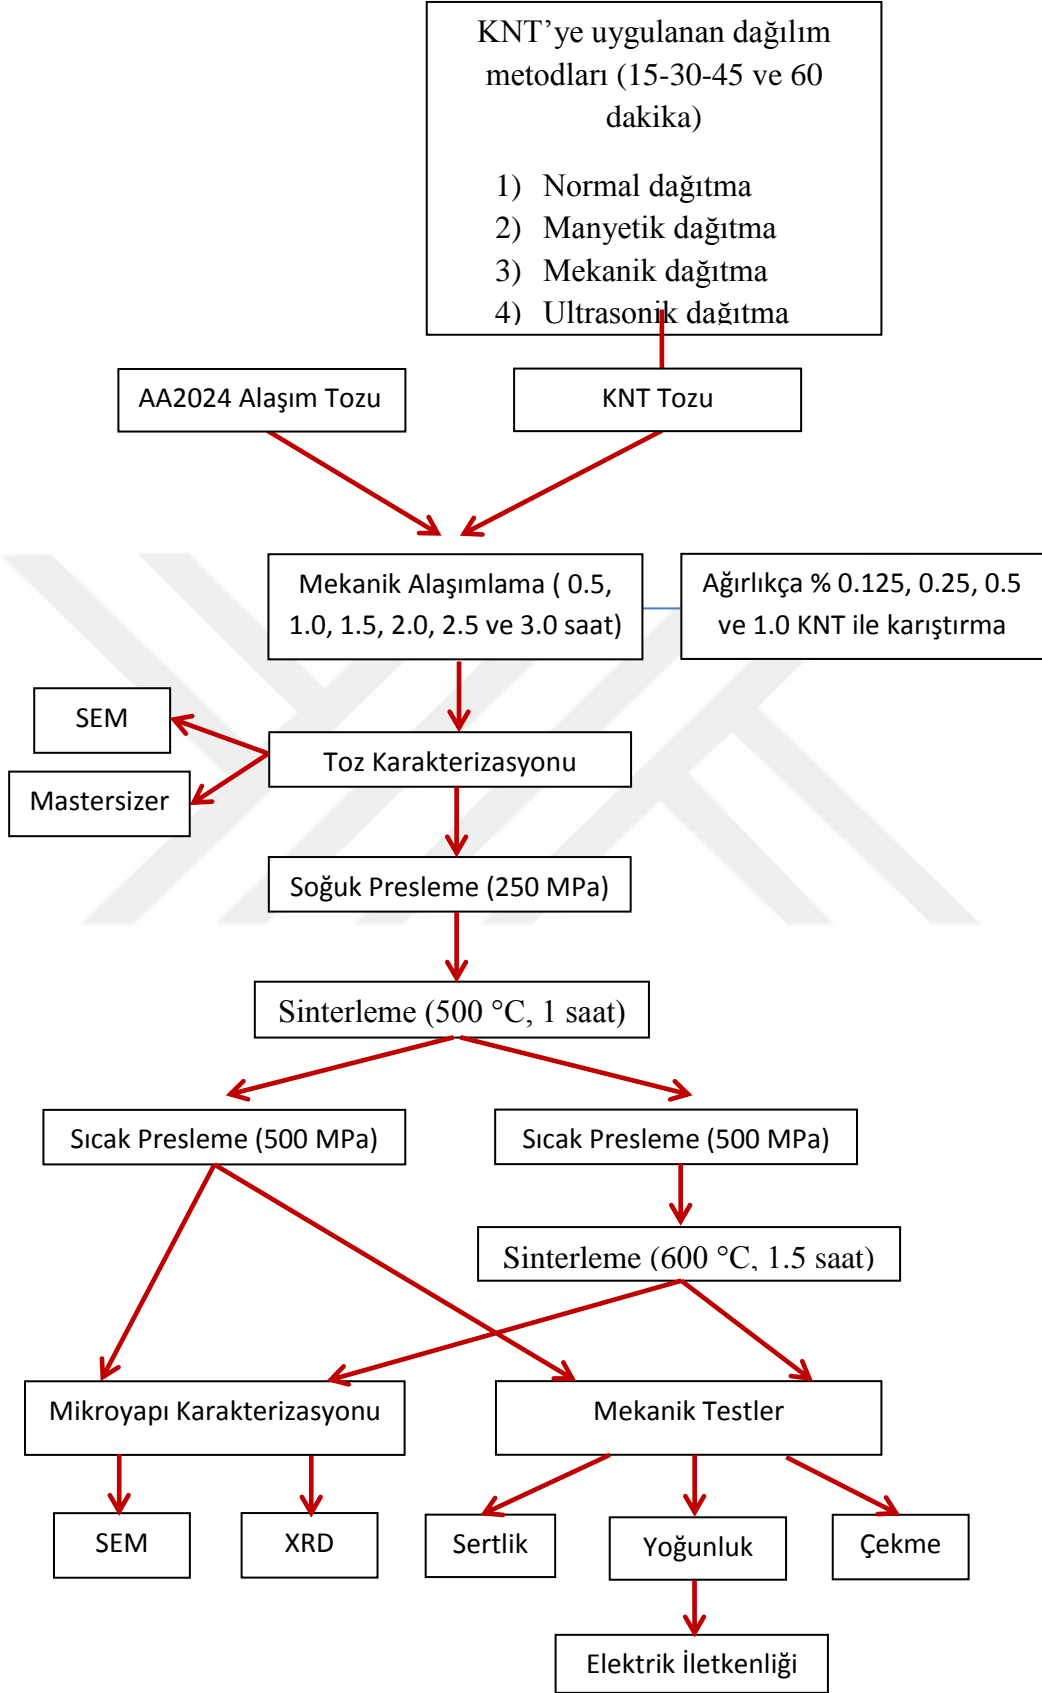 KNT’ye uygulanan dağılım
metodları (15-30-45 ve 60
dakika)
1) Normal dağıtma
2) Manyetik dağıtma
3) Mekanik dağıtma
4) Ultrasonik dağıtma
AA2024 Alaşım Tozu
KNT Tozu
Mekanik Alaşımlama ( 0.5,
1.0, 1.5, 2.0, 2.5 ve 3.0 saat)
Ağırlıkça % 0.125, 0.25, 0.5
ve 1.0 KNT ile karıştırma
SEM
Toz Karakterizasyonu
Mastersizer
Soğuk Presleme (250 MPa)
Sinterleme (500 °C, 1 saat)
Sıcak Presleme (500 MPa)
Sıcak Presleme (500 MPa)
Sinterleme (600 °C, 1.5 saat)
Mikroyapı Karakterizasyonu
Mekanik Testler
SEM
XRD
Sertlik
Yoğunluk
Çekme
Elektrik İletkenliği